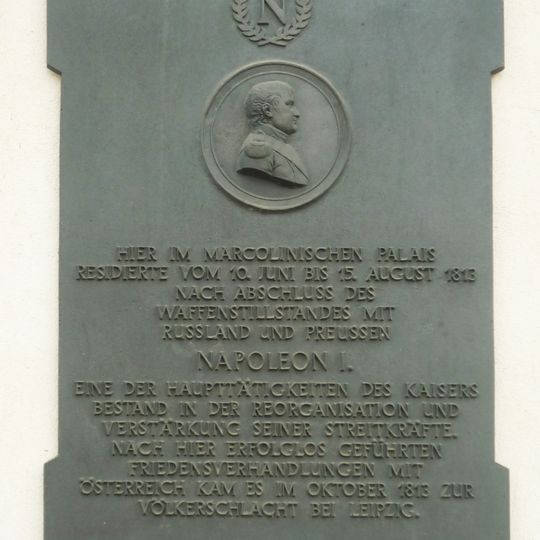 N
HIER IM MARCOLINISCHEN PALAIS
RESIDIERTE VOM 10. JUNI BIS 15. AUGUST 1813
NACH ABSCHLUSS DES
WAFFENSTILLSTANDES MIT
RUSSLAND UND PREUSSEN
NAPOLEON I.
EINE DER HAUPTTÄTIGKEITEN DES KAISERS
BESTAND IN DER REORGANISATION UND
VERSTÄRKUNG SEINER STREITKRÄFTE.
NACH HIER ERFOLGLOS GEFÜHRTEN
FRIEDENSVERHANDLUNGEN MIT
ÖSTERREICH KAM ES IM OKTOBER 1813 ZUR
VÖLKERSCHLACHT BEI LEIPZIG.